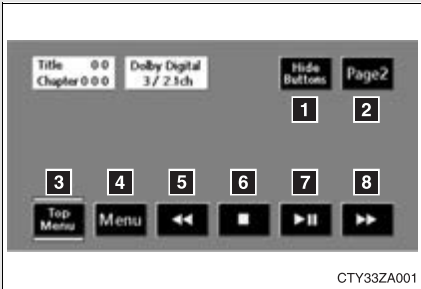 Title 0 0
Chapter 0 0 0
Dolby Digital
3 / 2.1ch
Hide
Buttons
Page2
1
2
3
4
5
6
7
8
Top
Menu
Menu
CTY33ZA001